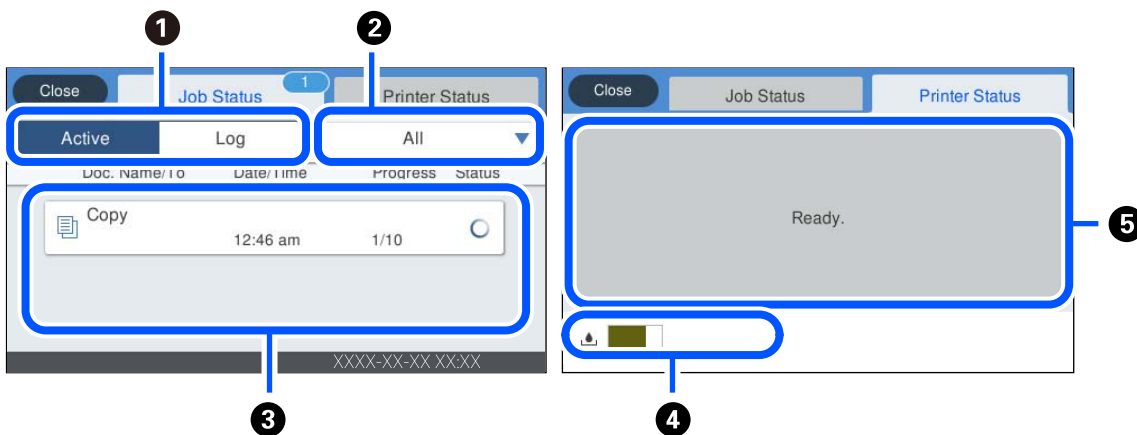 1 2
Close Job Status 1 Printer Status
Active Log All
Doc. Name/To Date/Time Progress Status
Copy
12:46 am 1/10
XXXX-XX-XX XX:XX
3
Close Job Status Printer Status
Ready.
5
4